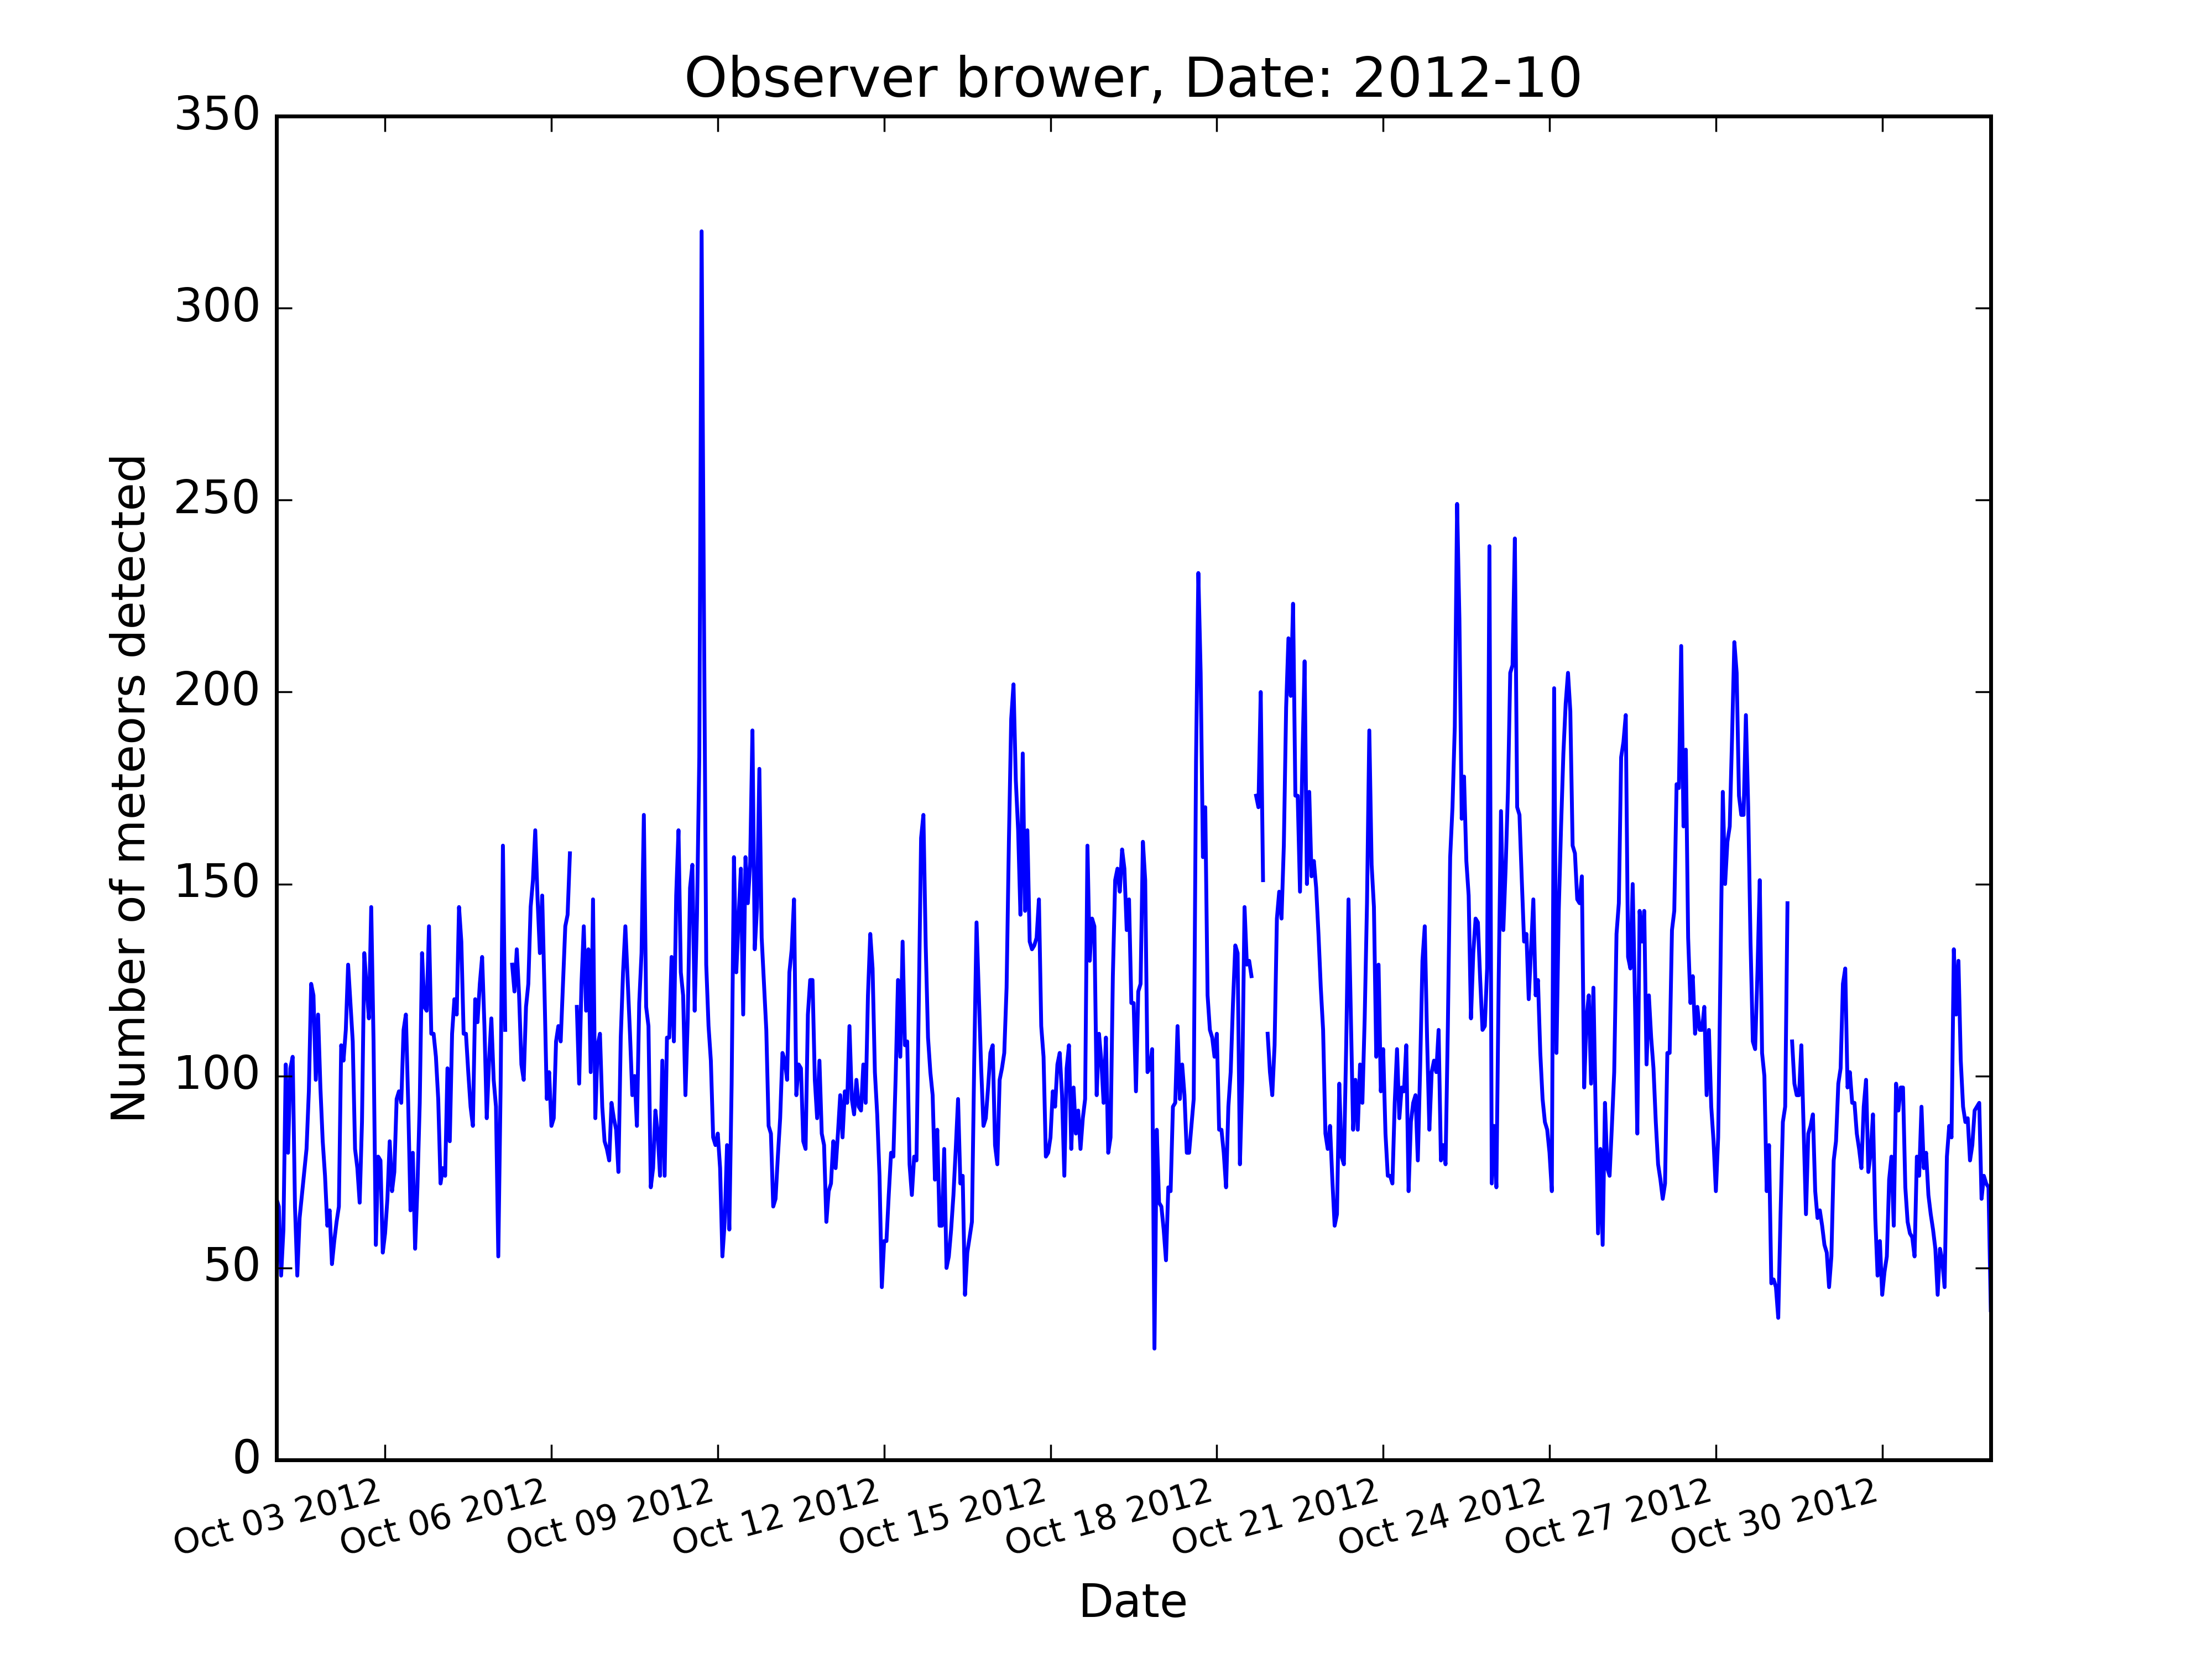 Observer brower, Date: 2012-10
350
300
250
200
150
100
50
0
Number of meteors detected
Oct 03 2012
Oct 06 2012
Oct 09 2012
Oct 12 2012
Oct 15 2012
Oct 18 2012
Oct 21 2012
Oct 24 2012
Oct 27 2012
Oct 30 2012
Date